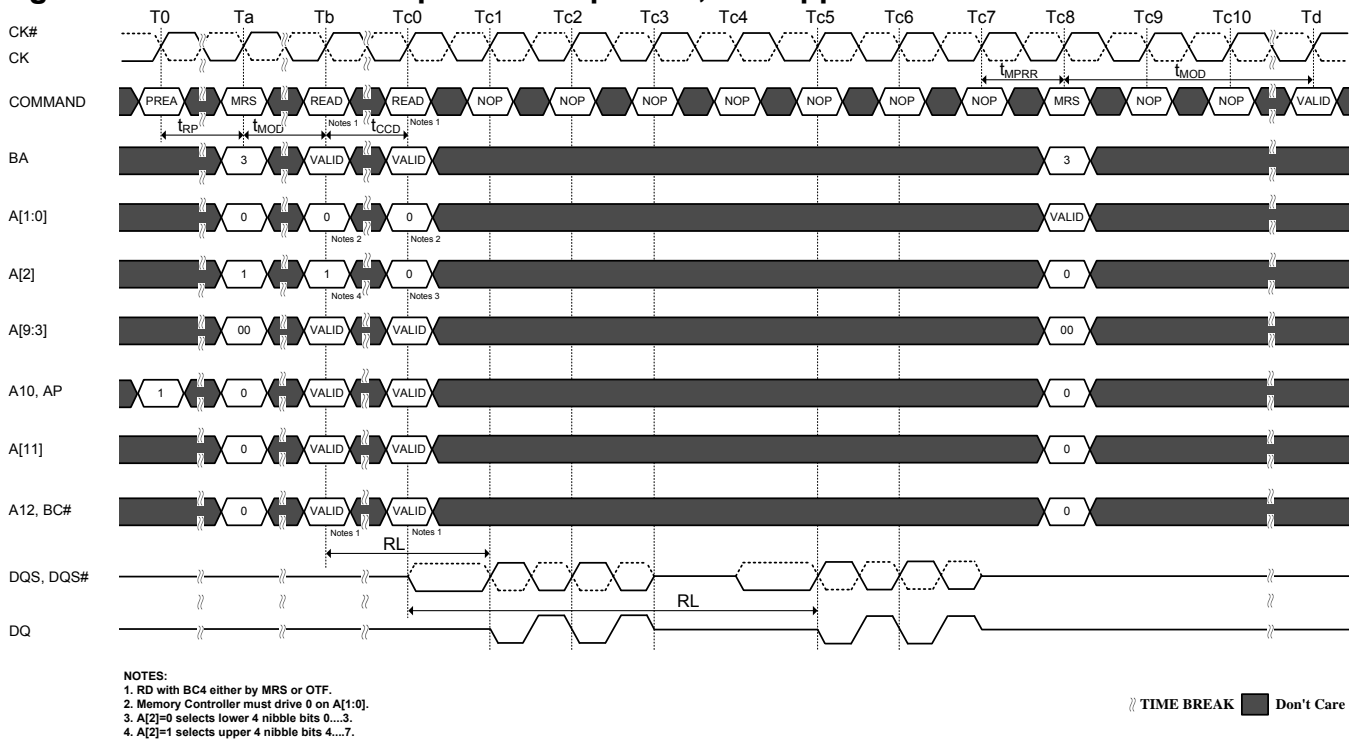 T0 Ta Tb Tc0 Tc1 Tc2 Tc3 Tc4 Tc5 Tc6 Tc7 Tc8 Tc9 Tc10 Td
CK#
CK
tMPRR tMOD
COMMAND PREA MRS READ READ NOP NOP NOP NOP NOP NOP NOP MRS NOP NOP VALID
Notes 1 Notes 1
tRP tMOD tCCD
BA 3 VALID VALID 3
A[1:0] 0 0 0 VALID
Notes 2 Notes 2
A[2] 1 1 0 0
Notes 4 Notes 3
A[9:3] 00 VALID VALID 00
A10, AP 1 0 VALID VALID 0
A[11] 0 VALID VALID 0
A12, BC# 0 VALID VALID 0
Notes 1 Notes 1
RL
DQS, DQS#
RL
DQ
NOTES:
1. RD with BC4 either by MRS or OTF.
2. Memory Controller must drive 0 on A[1:0].
3. A[2]=0 selects lower 4 nibble bits 0....3.
4. A[2]=1 selects upper 4 nibble bits 4....7.
TIME BREAK Don't Care